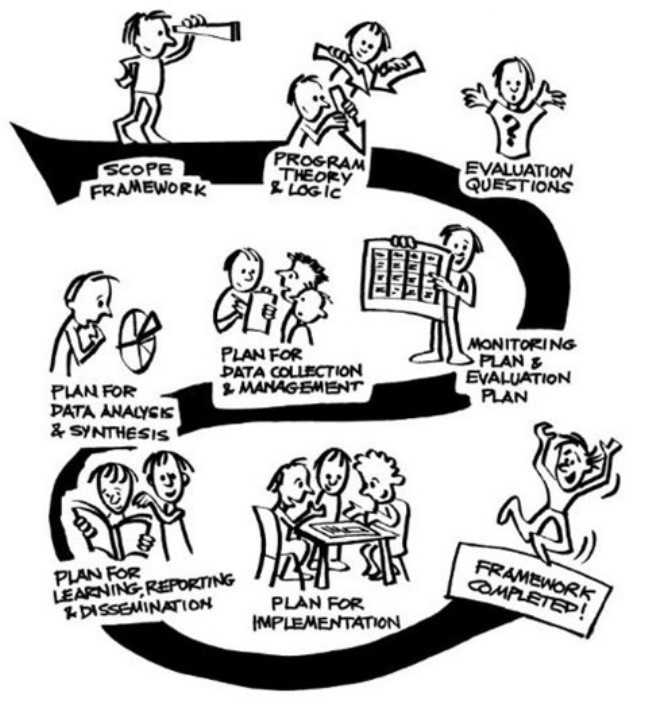 SCOPE
FRAMEWORK
PROGRAM
THEORY
& LOGIC
?
EVALUATION
QUESTIONS
MONITORING
PLAN &
EVALUATION
PLAN
PLAN FOR
DATA COLLECTION
& MANAGEMENT
PLAN FOR
DATA ANALYSIS
& SYNTHESIS
PLAN FOR
LEARNING, REPORTING
& DISSEMINATION
PLAN FOR
IMPLEMENTATION
FRAMEWORK
COMPLETED!